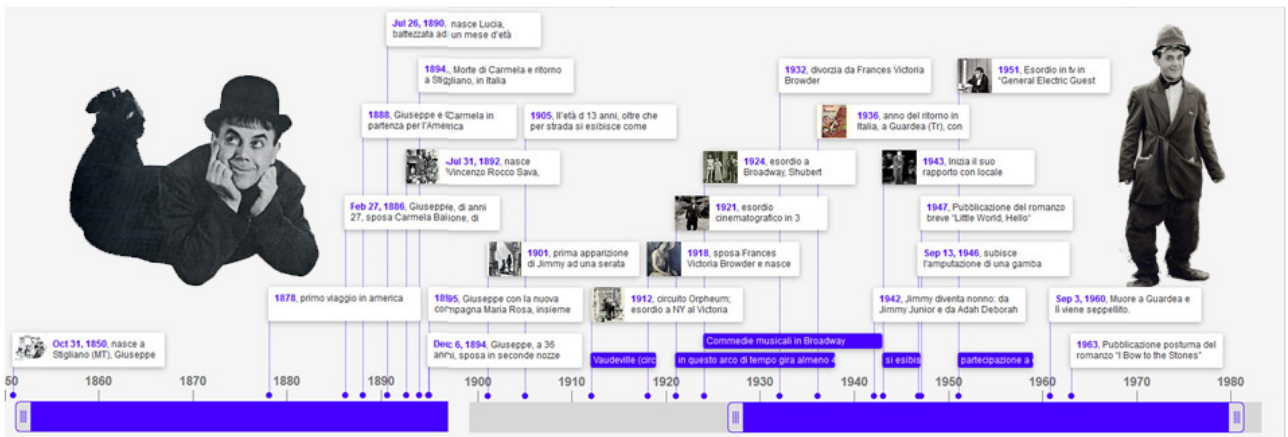 Jul 26, 1890, nasce Lucia,
battezzata ad un mese d'età
1894,, Morte di Carmela e ritorno
a Stigliano, in Italia
1932, divorzia da Frances Victoria
Browder
1951, Esordio in tv in
"General Electric Guest
1888, Giuseppe e Carmela in
partenza per l'America
1905, ll'età d 13 anni, oltre che
per strada si esibisce come
1936, anno del ritorno in
Italia, a Guardea (Tr), con
Jul 31, 1892, nasce
Vincenzo Rocco Sava,
1924, esordio a
Broadway, Shubert
1943, Inizia il suo
rapporto con locale
Feb 27, 1886, Giuseppe, di anni
27, sposa Carmela Baione, di
1921, esordio
cinematografico in 3
1947, Pubblicazione del romanzo
breve "Little World, Hello"
1901, prima apparizione
di Jimmy ad una serata
1918, sposa Frances
Victoria Browder e nasce
Sep 13, 1946, subisce
l'amputazione di una gamba
1878, primo viaggio in america
1895, Giuseppe con la nuova
compagna Maria Rosa, insieme
1912, circuito Orpheum;
esordio a NY al Victoria
1942, Jimmy diventa nonno: da
Jimmy Junior e da Adah Deborah
Sep 3, 1960, Muore a Guardea e
lì viene seppellito.
Oct 31, 1850, nasce a
Stigliano (MT), Giuseppe
Dec 6, 1894, Giuseppe, a 36
anni, sposa in seconde nozze
Commedie musicali in Broadway
1963, Pubblicazione postuma del
romanzo "I Bow to the Stones"
Vaudeville (circ
in questo arco di tempo gira almeno 4
si esibis
partecipazione a
50 1860 1870 1880 1890 1900 1910 1920 1930 1940 1950 1960 1970 1980